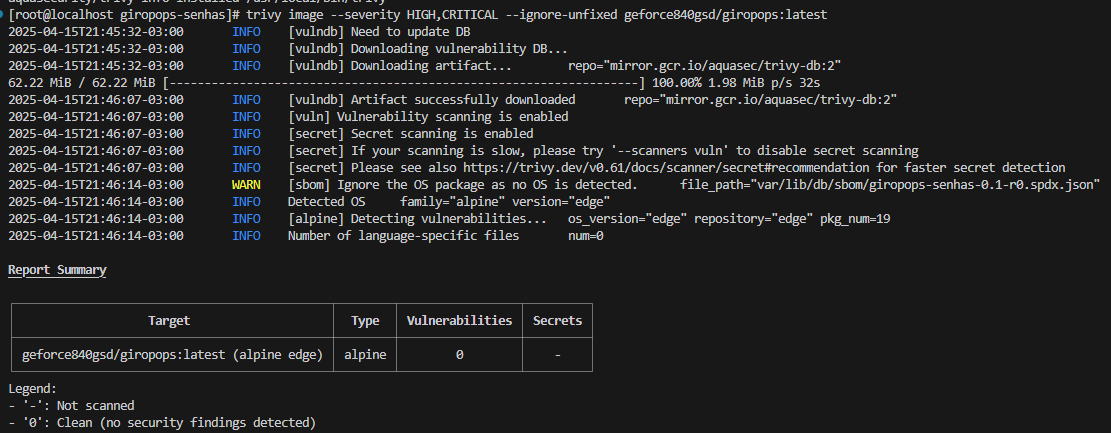 aquasecurity/trivy info installed /usr/local/bin/trivy
[root@localhost giropops-senhas]# trivy image --severity HIGH,CRITICAL --ignore-unfixed geforce840gsd/giropops:latest
2025-04-15T21:45:32-03:00 INFO [vulndb] Need to update DB
2025-04-15T21:45:32-03:00 INFO [vulndb] Downloading vulnerability DB...
2025-04-15T21:45:32-03:00 INFO [vulndb] Downloading artifact... repo="mirror.gcr.io/aquasec/trivy-db:2"
62.22 MiB / 62.22 MiB [---------------------------------------------------------------] 100.00% 1.98 MiB p/s 32s
2025-04-15T21:46:07-03:00 INFO [vulndb] Artifact successfully downloaded repo="mirror.gcr.io/aquasec/trivy-db:2"
2025-04-15T21:46:07-03:00 INFO [vuln] Vulnerability scanning is enabled
2025-04-15T21:46:07-03:00 INFO [secret] Secret scanning is enabled
2025-04-15T21:46:07-03:00 INFO [secret] If your scanning is slow, please try '--scanners vuln' to disable secret scanning
2025-04-15T21:46:07-03:00 INFO [secret] Please see also https://trivy.dev/v0.61/docs/scanner/secret#recommendation for faster secret detection
2025-04-15T21:46:14-03:00 WARN [sbom] Ignore the OS package as no OS is detected. file_path="var/lib/db/sbom/giropops-senhas-0.1-r0.spdx.json"
2025-04-15T21:46:14-03:00 INFO Detected OS family="alpine" version="edge"
2025-04-15T21:46:14-03:00 INFO [alpine] Detecting vulnerabilities... os_version="edge" repository="edge" pkg_num=19
2025-04-15T21:46:14-03:00 INFO Number of language-specific files num=0
Report Summary
Target Type Vulnerabilities Secrets
geforce840gsd/giropops:latest (alpine edge) alpine 0 -
Legend:
- '-': Not scanned
- '0': Clean (no security findings detected)